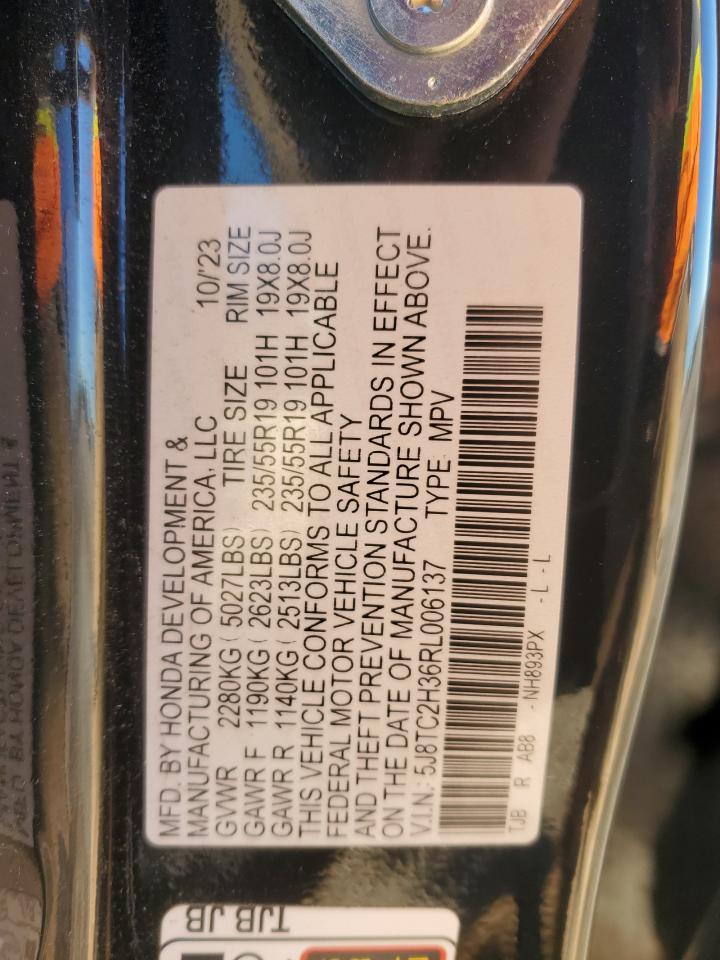 MFD. BY HONDA DEVELOPMENT &
MANUFACTURING OF AMERICA, LLC 10/'23
GVWR 2280KG ( 5027LBS) TIRE SIZE RIM SIZE
GAWR F 1190KG ( 2623LBS) 235/55R19 101H 19X8.0J
GAWR R 1140KG ( 2513LBS) 235/55R19 101H 19X8.0J
THIS VEHICLE CONFORMS TO ALL APPLICABLE
FEDERAL MOTOR VEHICLE SAFETY
AND THEFT PREVENTION STANDARDS IN EFFECT
ON THE DATE OF MANUFACTURE SHOWN ABOVE.
V.I.N.: 5J8TC2H36RL006137 TYPE MPV
TJB R AB8 - NH893PX - L - L
TJB JB